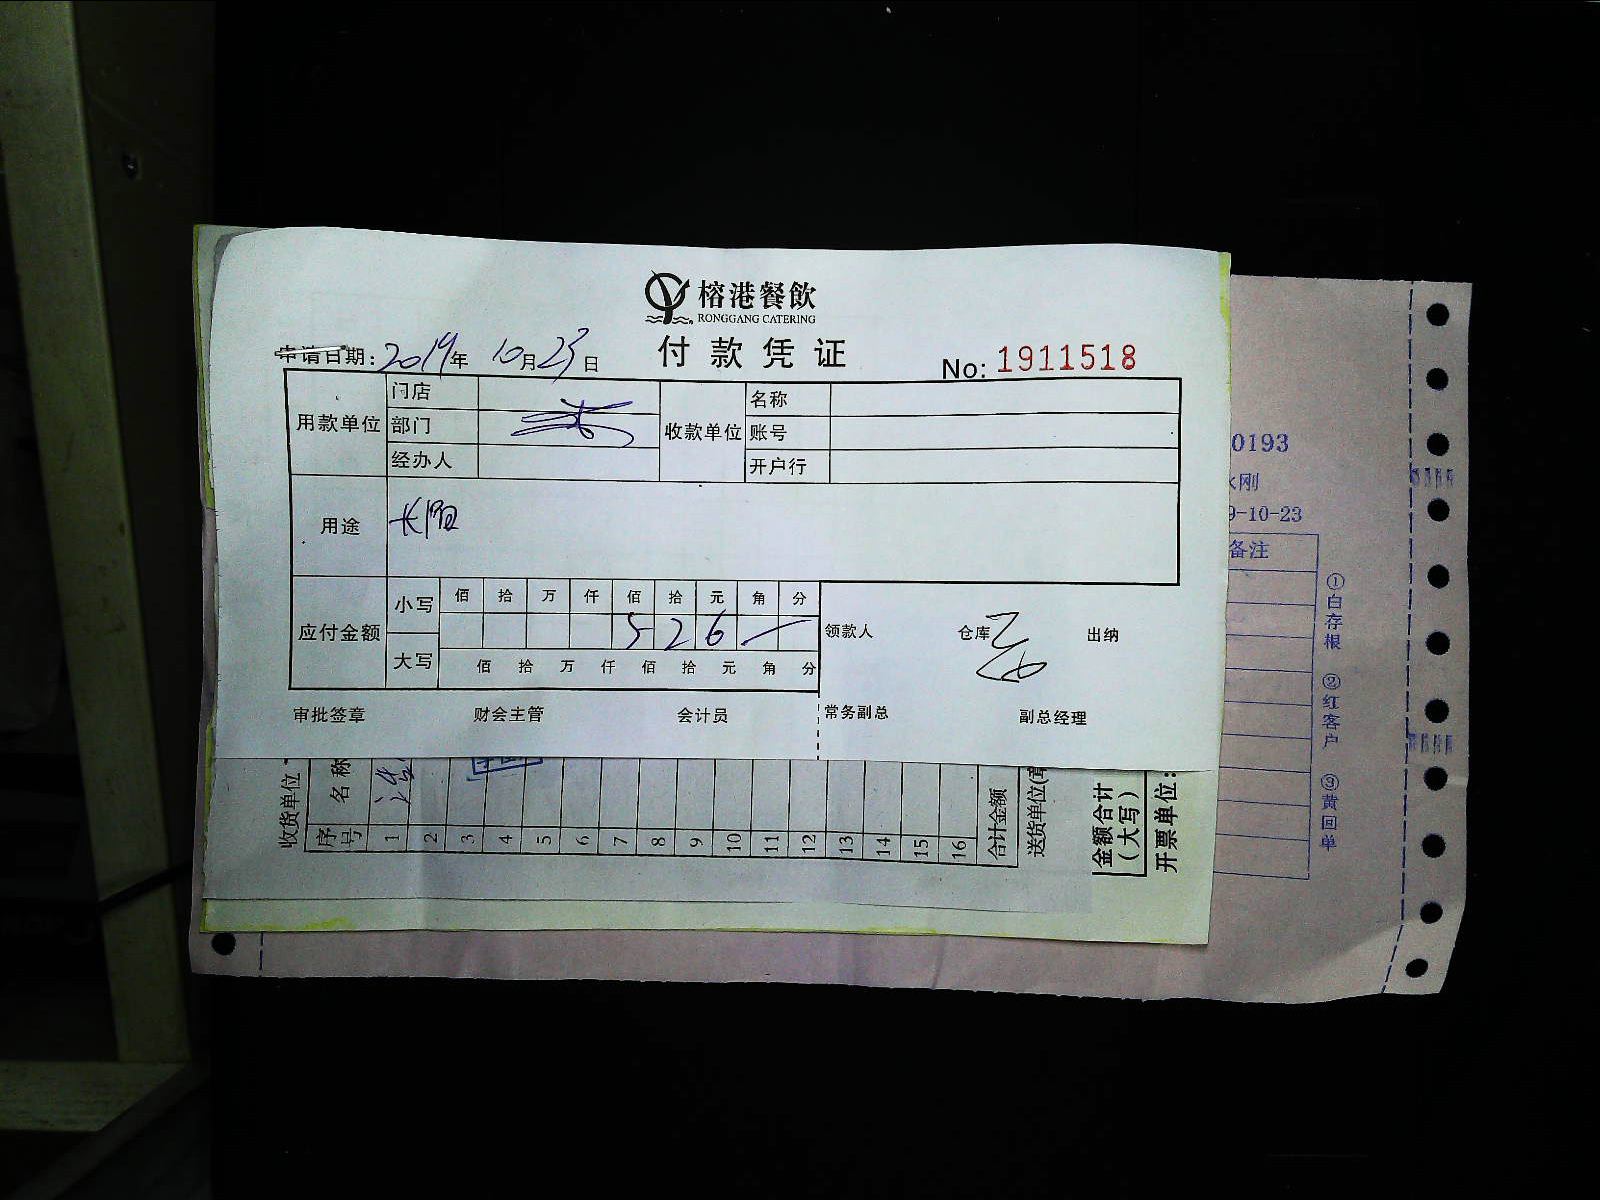 榕港餐飲
RONGGANG CATERING
付款凭证
申请日期: 2019年 10月23日
No: 1911518
用款单位 门店 收款单位 名称
部门 账号
经办人 开户行
用途 长阳
应付金额 小写 佰 拾 万 仟 佰 拾 元 角 分
5 2 6 —
大写 佰 拾 万 仟 佰 拾 元 角 分
领款人 仓库 出纳
审批签章 财会主管 会计员 常务副总 副总经理
收货单位
序号 名称
1 2 3 4 5 6 7 8 9 10 11 12 13 14 15 16
合计金额
送货单位(章
金额合计
(大写)
开票单位:
0193
刚
9-10-23
备注
①白存根 ②红客户 ③黄回单